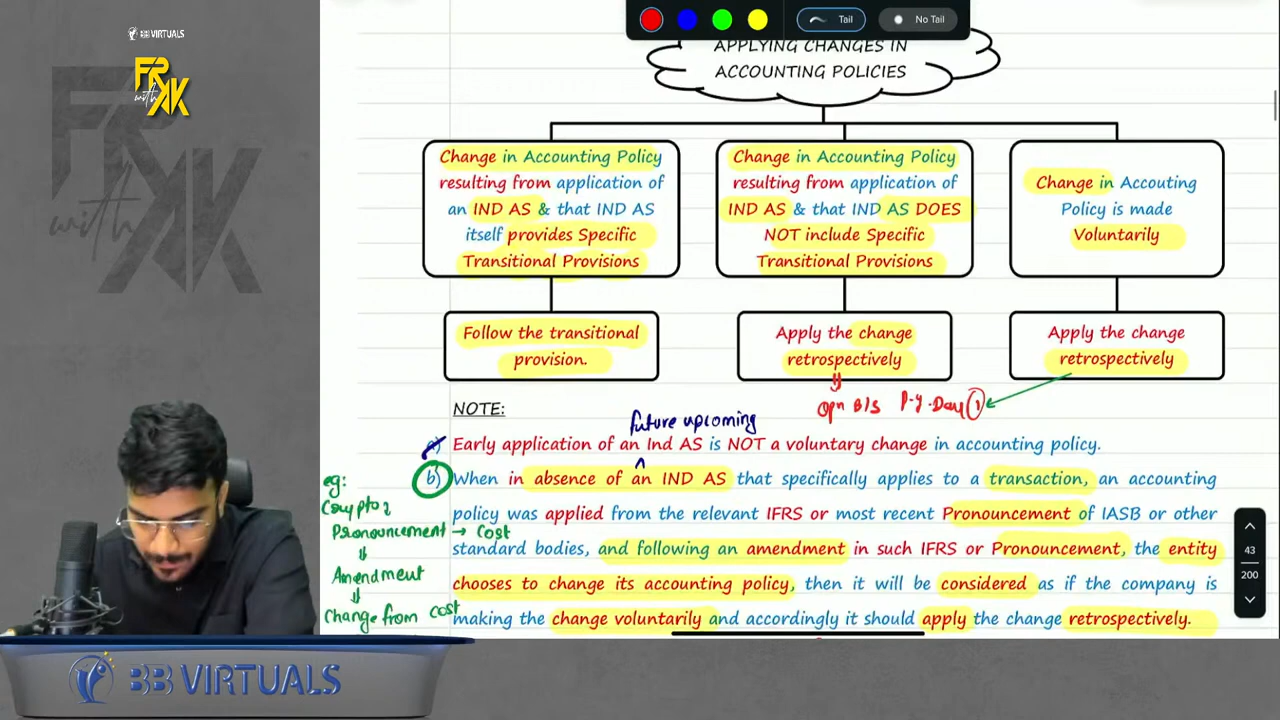 BB VIRTUALS
FR
with
AK
FR
with
AK
Tail
No Tail
APPLYING CHANGES IN
ACCOUNTING POLICIES
Change in Accounting Policy
resulting from application of
an IND AS & that IND AS
itself provides Specific
Transitional Provisions
Change in Accounting Policy
resulting from application of
IND AS & that IND AS DOES
NOT include Specific
Transitional Provisions
Change in Accouting
Policy is made
Voluntarily
Follow the transitional
provision.
Apply the change
retrospectively
Apply the change
retrospectively
Opn B/S P.y. Day 1
NOTE:
future upcoming
a) Early application of an Ind AS is NOT a voluntary change in accounting policy.
b) When in absence of an IND AS that specifically applies to a transaction, an accounting
policy was applied from the relevant IFRS or most recent Pronouncement of IASB or other
standard bodies, and following an amendment in such IFRS or Pronouncement, the entity
chooses to change its accounting policy, then it will be considered as if the company is
making the change voluntarily and accordingly it should apply the change retrospectively.
eg:
Pronouncement → Cost
Amendment
Change from cost
43
200
BB VIRTUALS